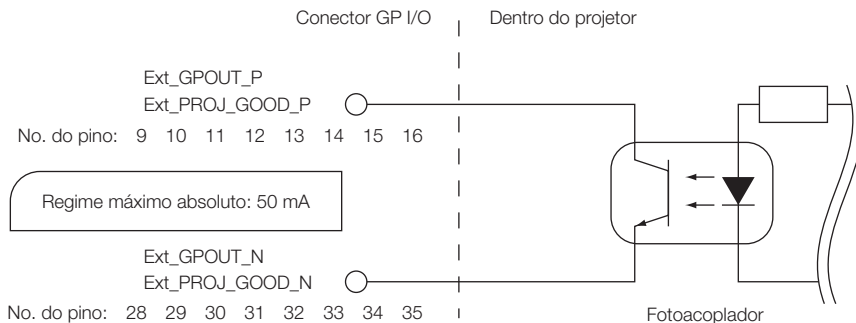 Conector GP I/O
Dentro do projetor
Ext_GPOUT_P
Ext_PROJ_GOOD_P
No. do pino: 9 10 11 12 13 14 15 16
Regime máximo absoluto: 50 mA
Ext_GPOUT_N
Ext_PROJ_GOOD_N
No. do pino: 28 29 30 31 32 33 34 35
Fotoacoplador